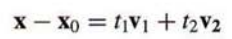 x − x₀ = t₁v₁ + t₂v₂